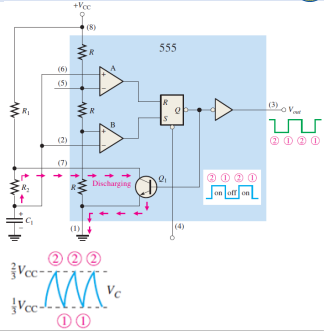 +VCC
(8)
555
R
(6)
A
+
(5)
−
R1
R
R
Q
B
+
(3)
Vout
(2)
−
S
② ① ② ①
(7)
R2
R
Discharging
Q1
② ① ② ①
on off on
C1
+
−
(1)
(4)
② ② ②
2/3 VCC
VC
1/3 VCC
① ①